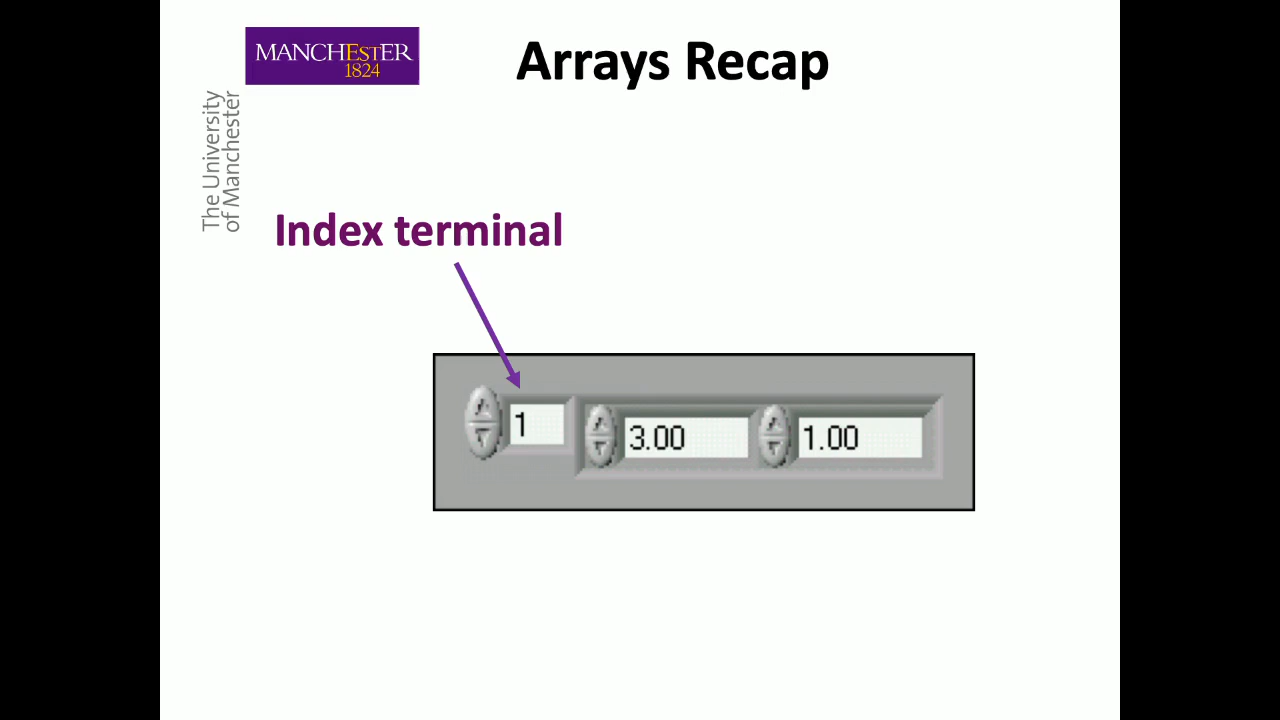 MANCHEsTER
1824
Arrays Recap
The University
of Manchester
Index terminal
1
3.00
1.00